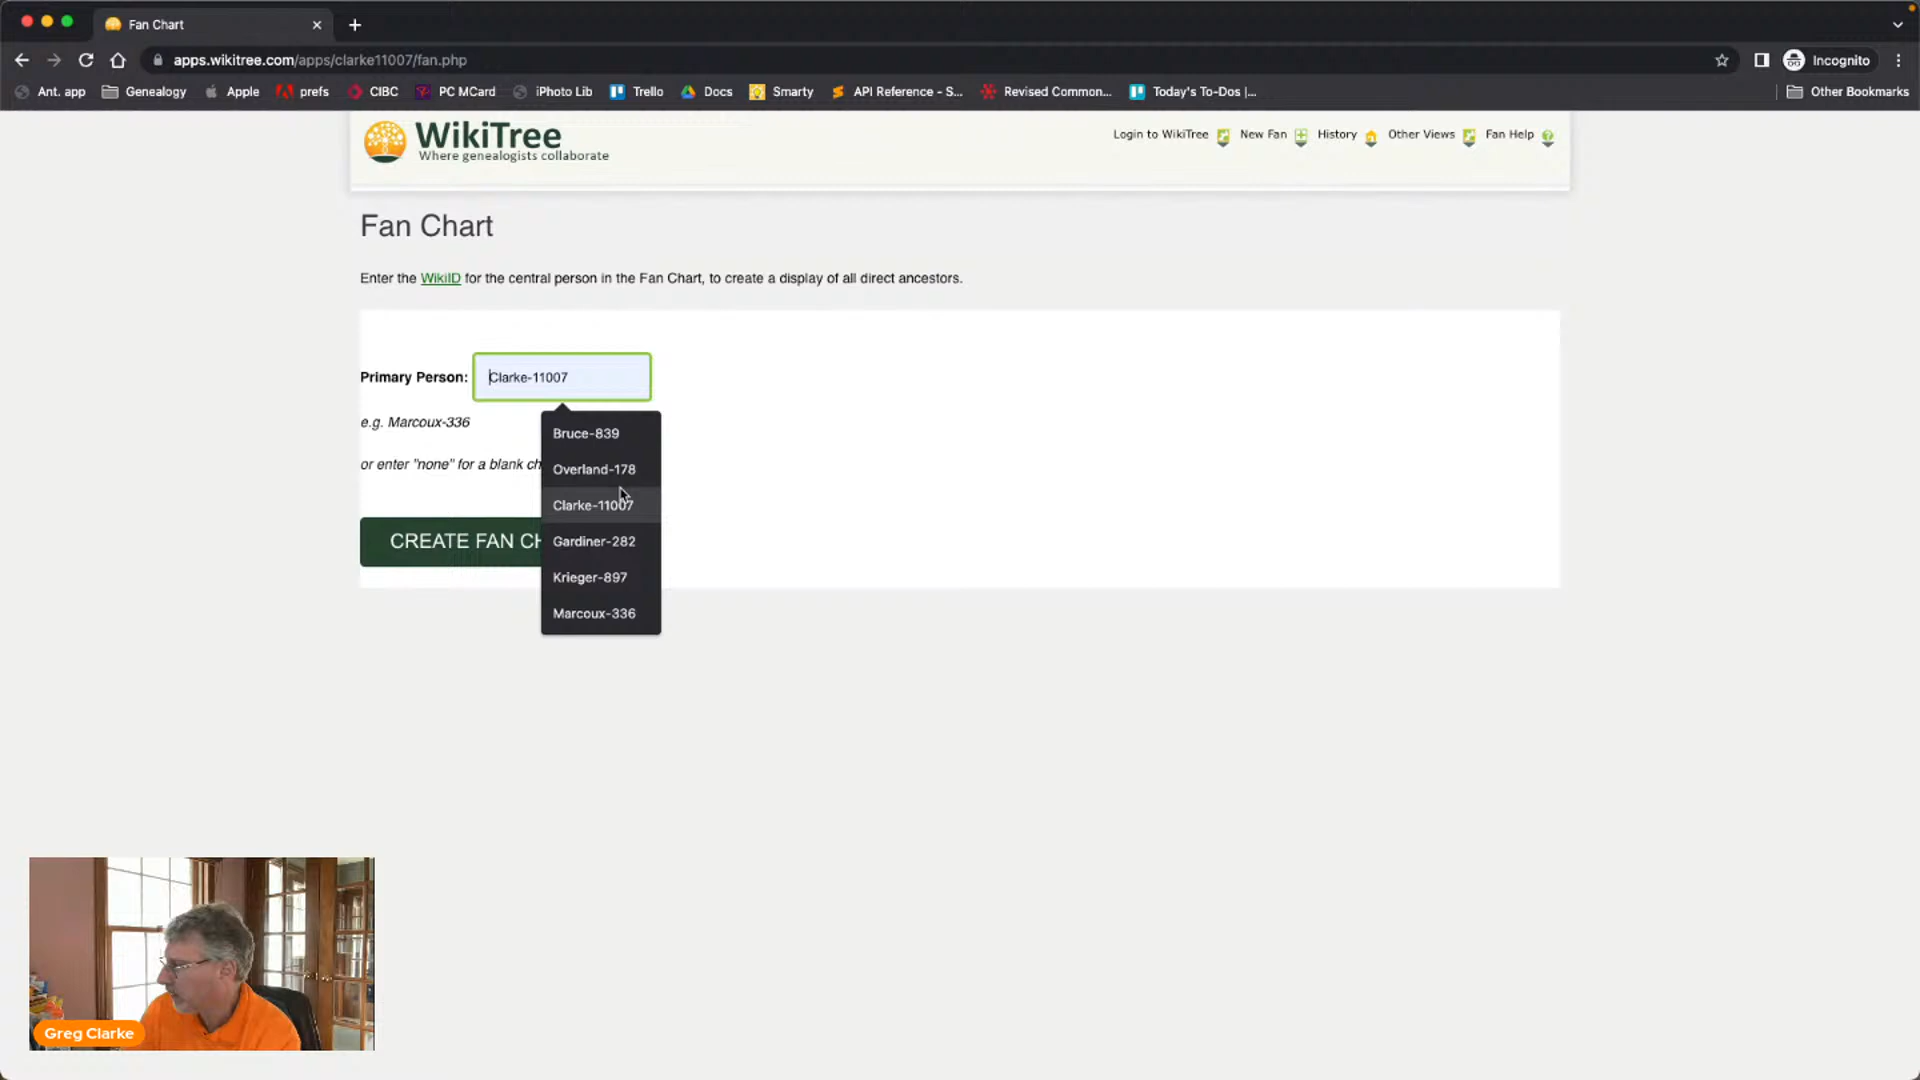 Fan Chart
apps.wikitree.com/apps/clarke11007/fan.php
Incognito
Ant. app
Genealogy
Apple
prefs
CIBC
PC MCard
iPhoto Lib
Trello
Docs
Smarty
API Reference - S...
Revised Common...
Today's To-Dos |...
Other Bookmarks
WikiTree
Where genealogists collaborate
Login to WikiTree
New Fan
History
Other Views
Fan Help
Fan Chart
Enter the WikiID for the central person in the Fan Chart, to create a display of all direct ancestors.
Primary Person: Clarke-11007
e.g. Marcoux-336
or enter "none" for a blank ch
CREATE FAN CH
Bruce-839
Overland-178
Clarke-11007
Gardiner-282
Krieger-897
Marcoux-336
Greg Clarke